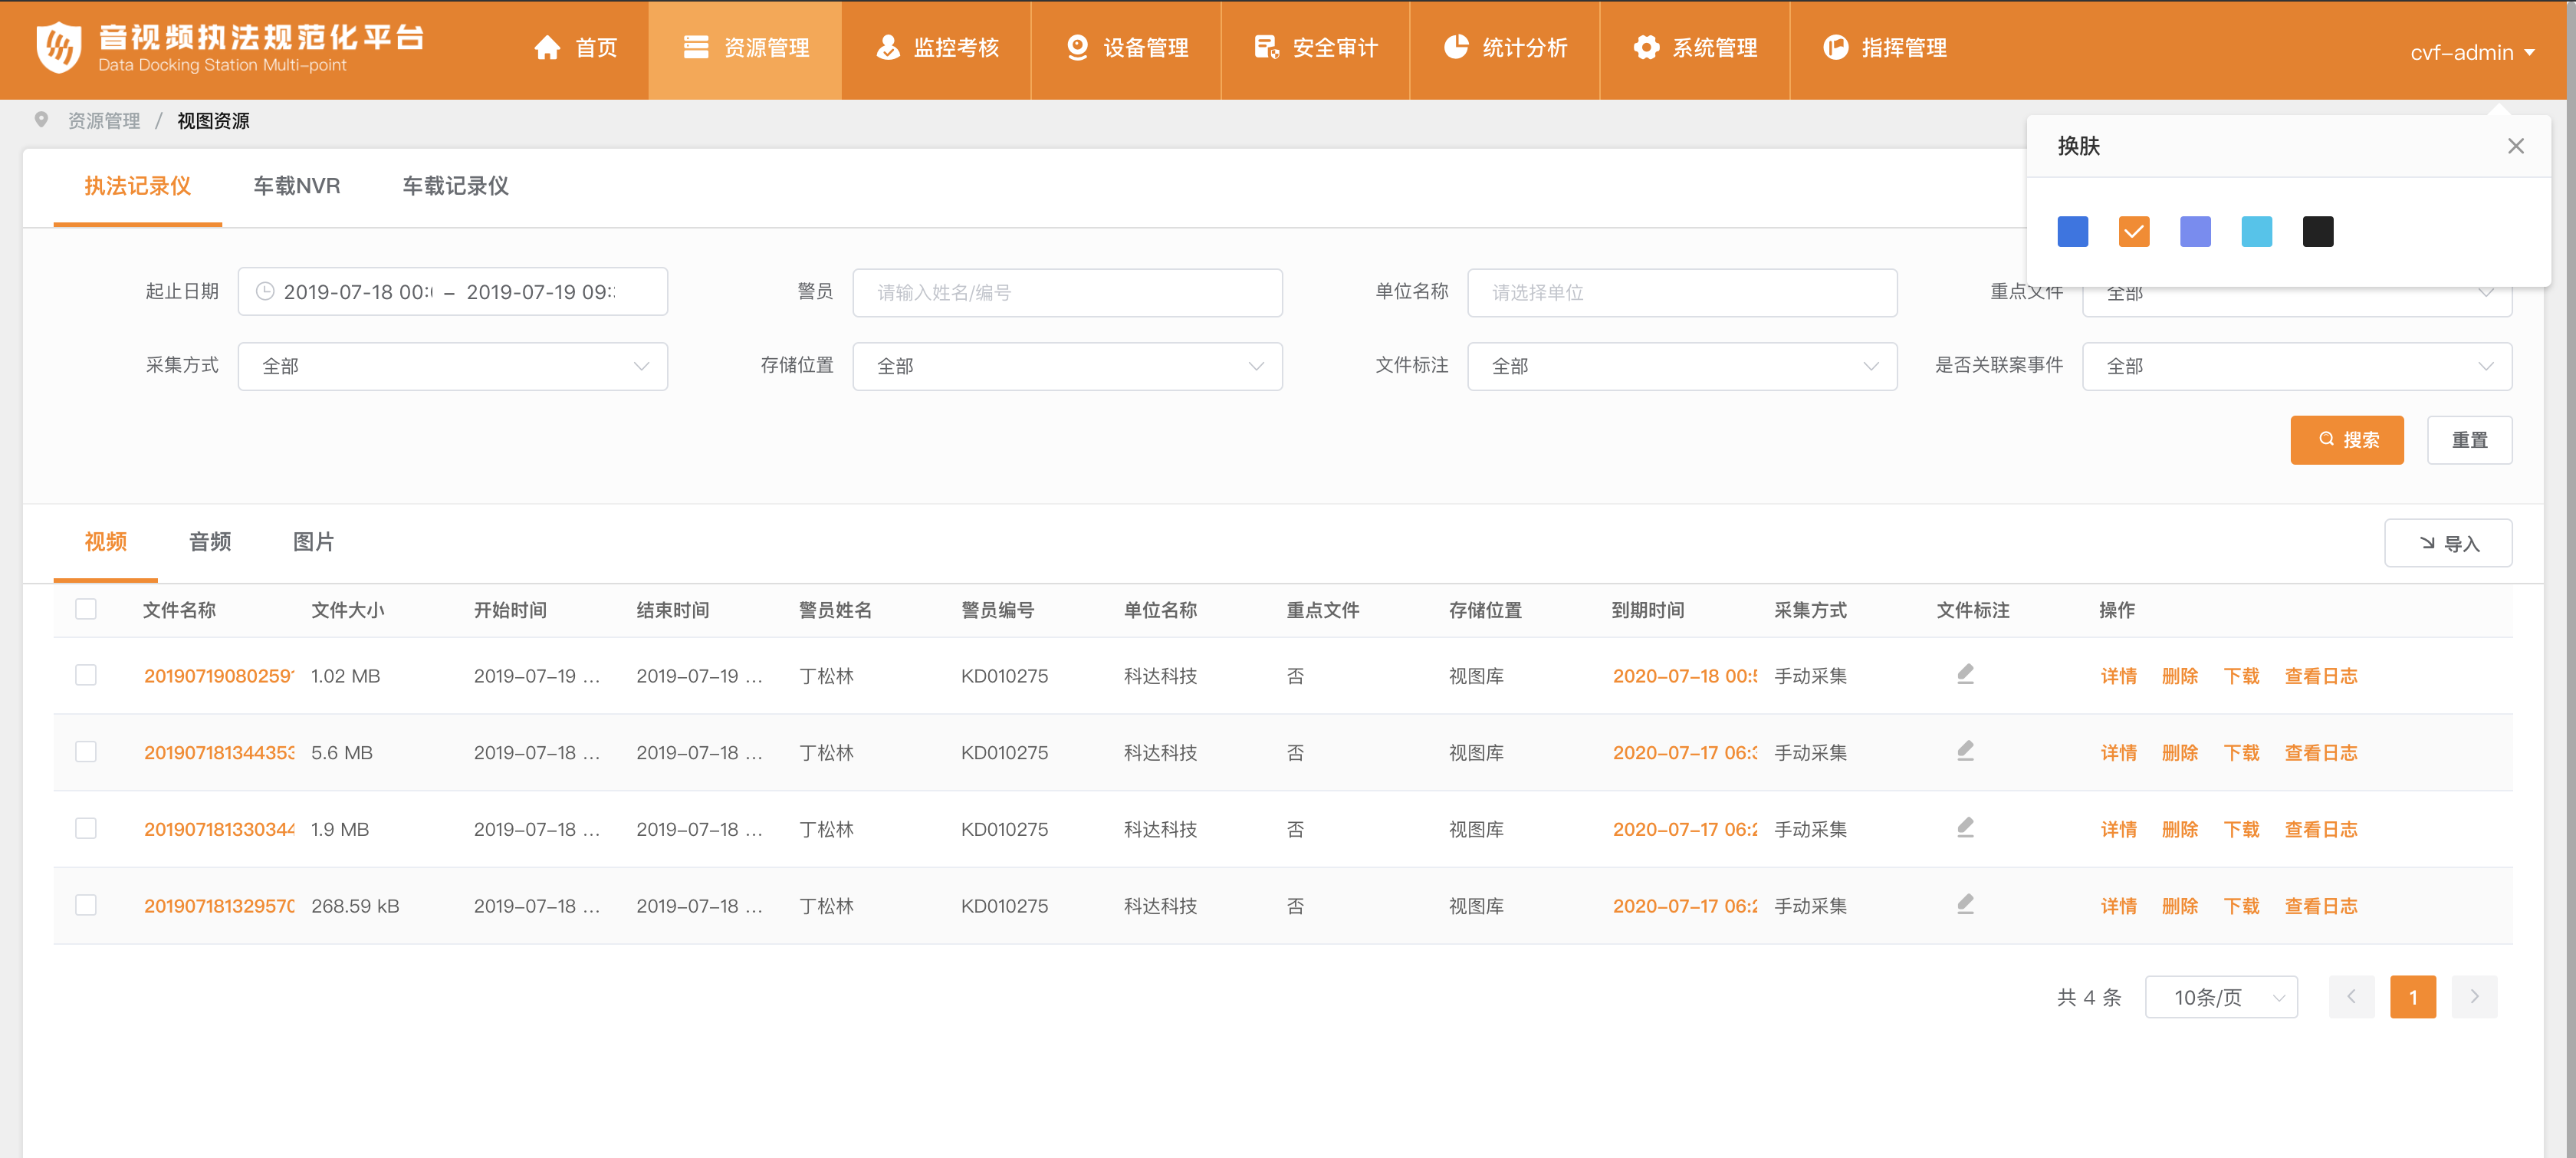 音视频执法规范化平台
Data Docking Station Multi-point
首页
资源管理
监控考核
设备管理
安全审计
统计分析
系统管理
指挥管理
cvf-admin
资源管理 / 视图资源
换肤
执法记录仪 车载NVR 车载记录仪
起止日期 2019-07-18 00: – 2019-07-19 09:
警员 请输入姓名/编号
单位名称 请选择单位
重点文件 全部
采集方式 全部
存储位置 全部
文件标注 全部
是否关联案事件 全部
搜索 重置
视频 音频 图片
导入
文件名称 文件大小 开始时间 结束时间 警员姓名 警员编号 单位名称 重点文件 存储位置 到期时间 采集方式 文件标注 操作
20190719080259 1.02 MB 2019-07-19 ... 2019-07-19 ... 丁松林 KD010275 科达科技 否 视图库 2020-07-18 00: 手动采集 详情 删除 下载 查看日志
201907181344353 5.6 MB 2019-07-18 ... 2019-07-18 ... 丁松林 KD010275 科达科技 否 视图库 2020-07-17 06: 手动采集 详情 删除 下载 查看日志
201907181330344 1.9 MB 2019-07-18 ... 2019-07-18 ... 丁松林 KD010275 科达科技 否 视图库 2020-07-17 06: 手动采集 详情 删除 下载 查看日志
201907181329570 268.59 kB 2019-07-18 ... 2019-07-18 ... 丁松林 KD010275 科达科技 否 视图库 2020-07-17 06: 手动采集 详情 删除 下载 查看日志
共 4 条 10条/页 1